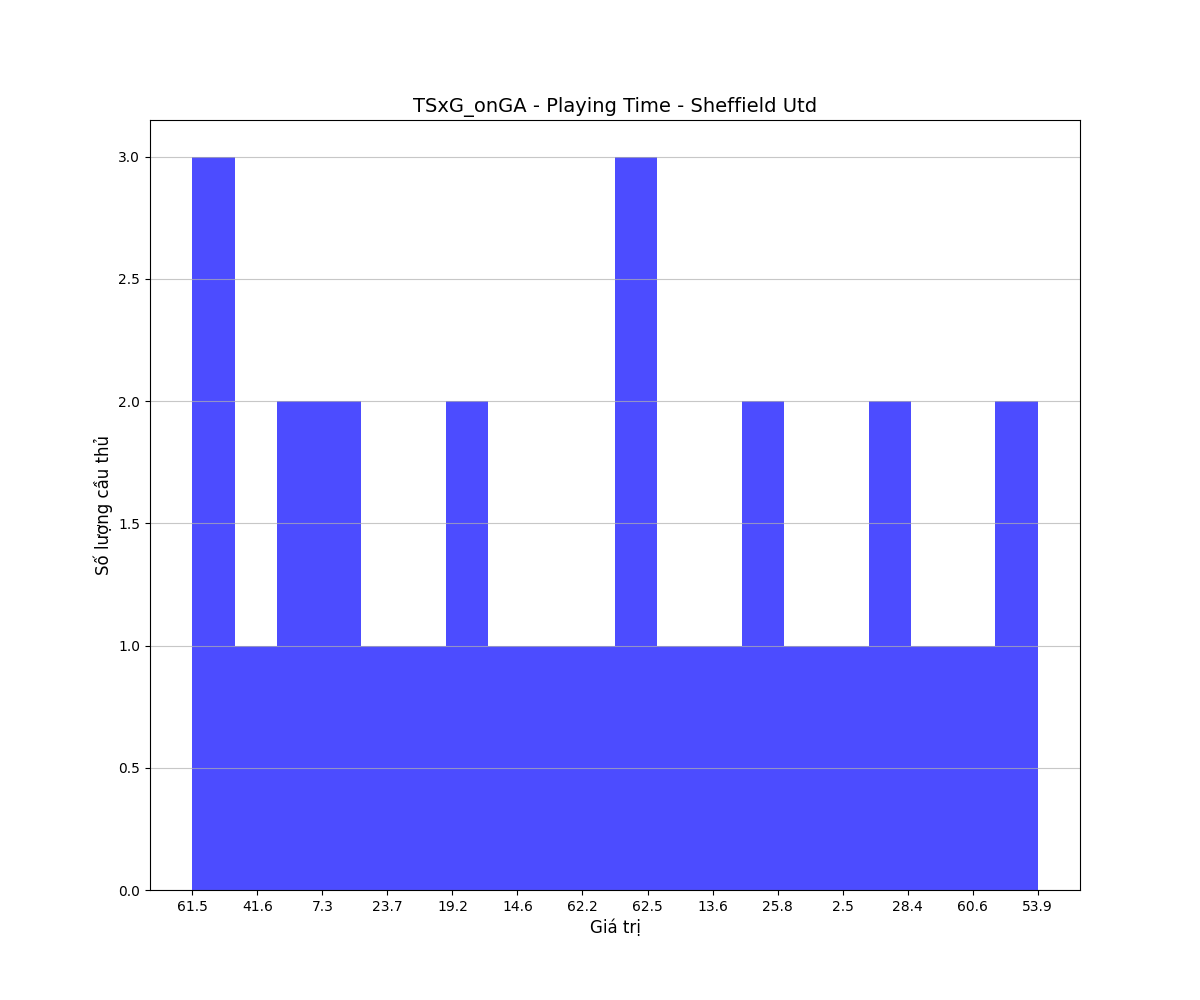 TSxG_onGA - Playing Time - Sheffield Utd
3.0
2.5
2.0
1.5
1.0
0.5
0.0
Số lượng cầu thủ
61.5 41.6 7.3 23.7 19.2 14.6 62.2 62.5 13.6 25.8 2.5 28.4 60.6 53.9
Giá trị